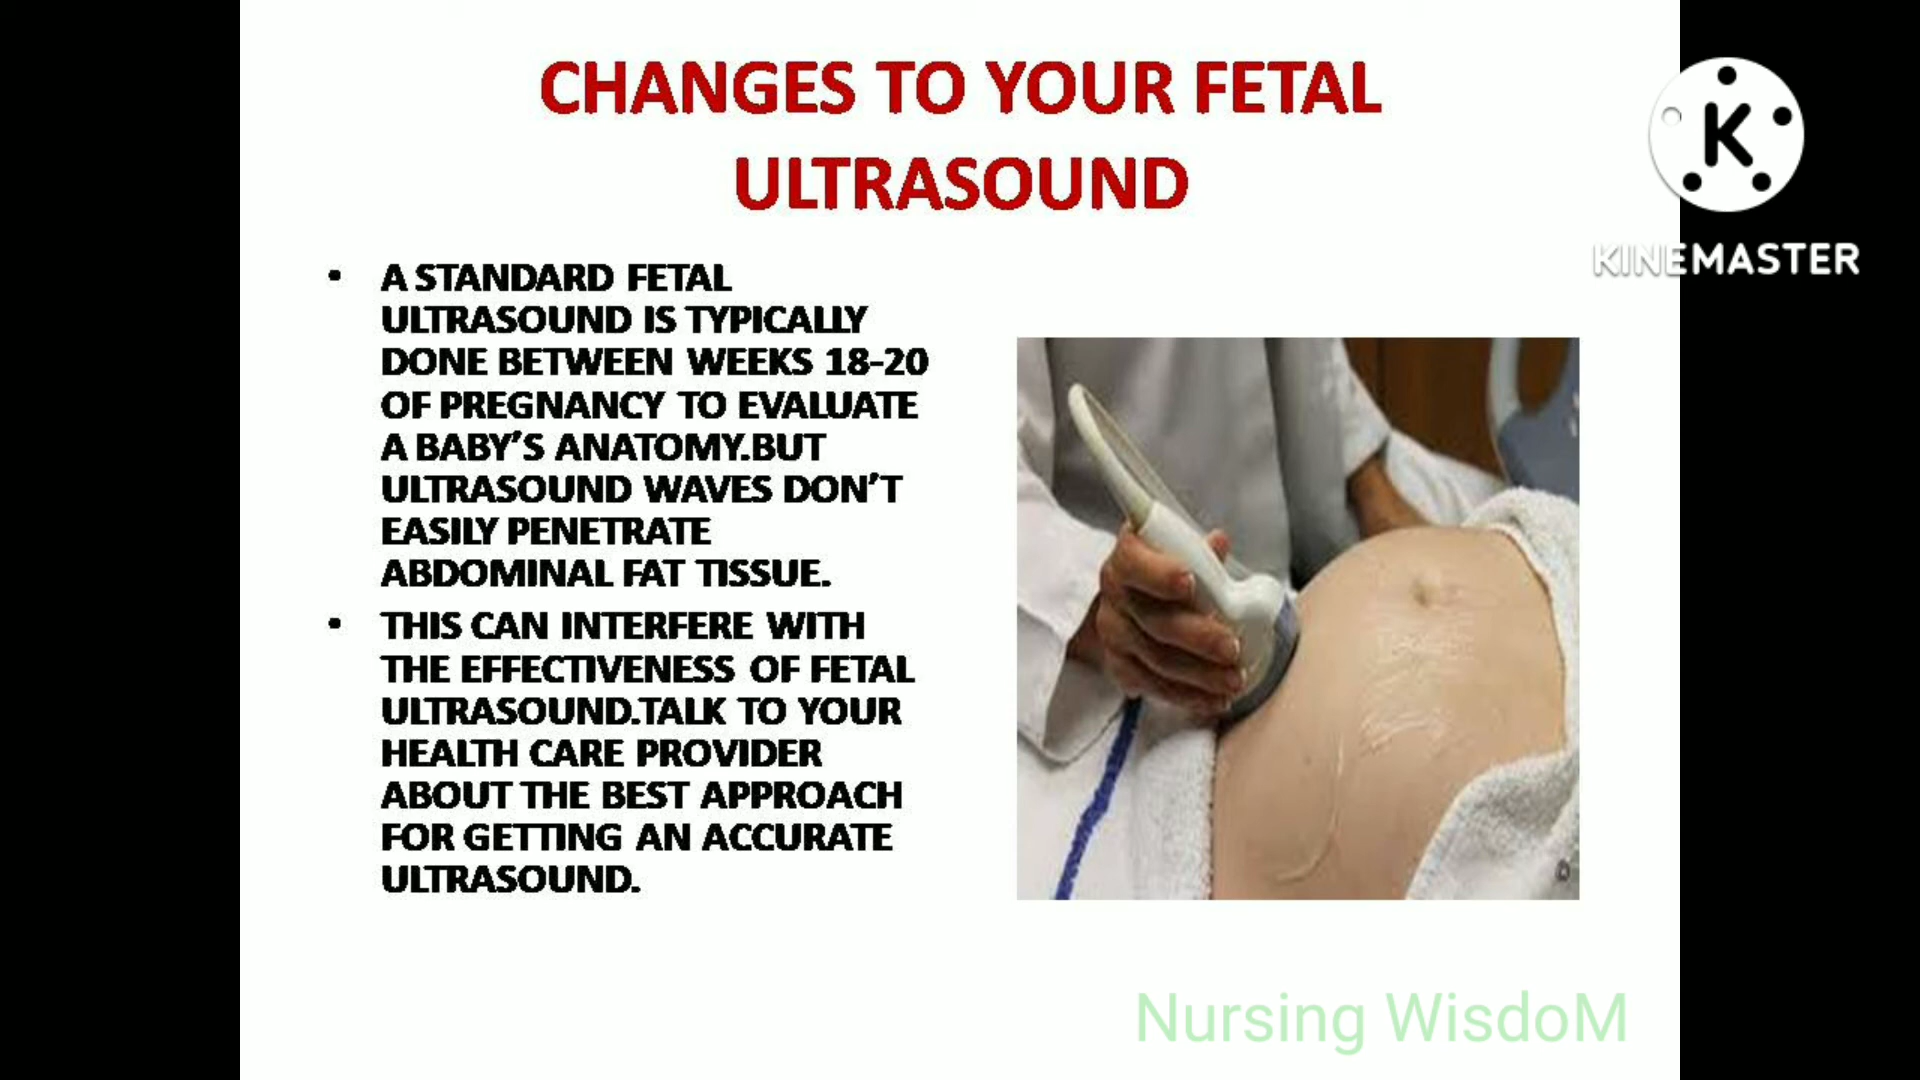 CHANGES TO YOUR FETAL
ULTRASOUND
K
KINEMASTER
• A STANDARD FETAL
ULTRASOUND IS TYPICALLY
DONE BETWEEN WEEKS 18-20
OF PREGNANCY TO EVALUATE
A BABY'S ANATOMY.BUT
ULTRASOUND WAVES DON'T
EASILY PENETRATE
ABDOMINAL FAT TISSUE.
• THIS CAN INTERFERE WITH
THE EFFECTIVENESS OF FETAL
ULTRASOUND.TALK TO YOUR
HEALTH CARE PROVIDER
ABOUT THE BEST APPROACH
FOR GETTING AN ACCURATE
ULTRASOUND.
Nursing WisdoM